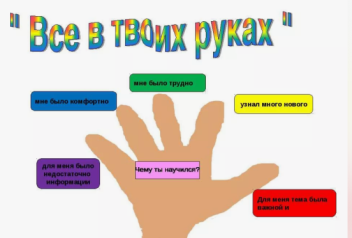 " Все в твоих руках "
мне было трудно
мне было комфортно
узнал много нового
для меня было
недостаточно
информации
Чему ты научился?
Для меня тема была
важной и